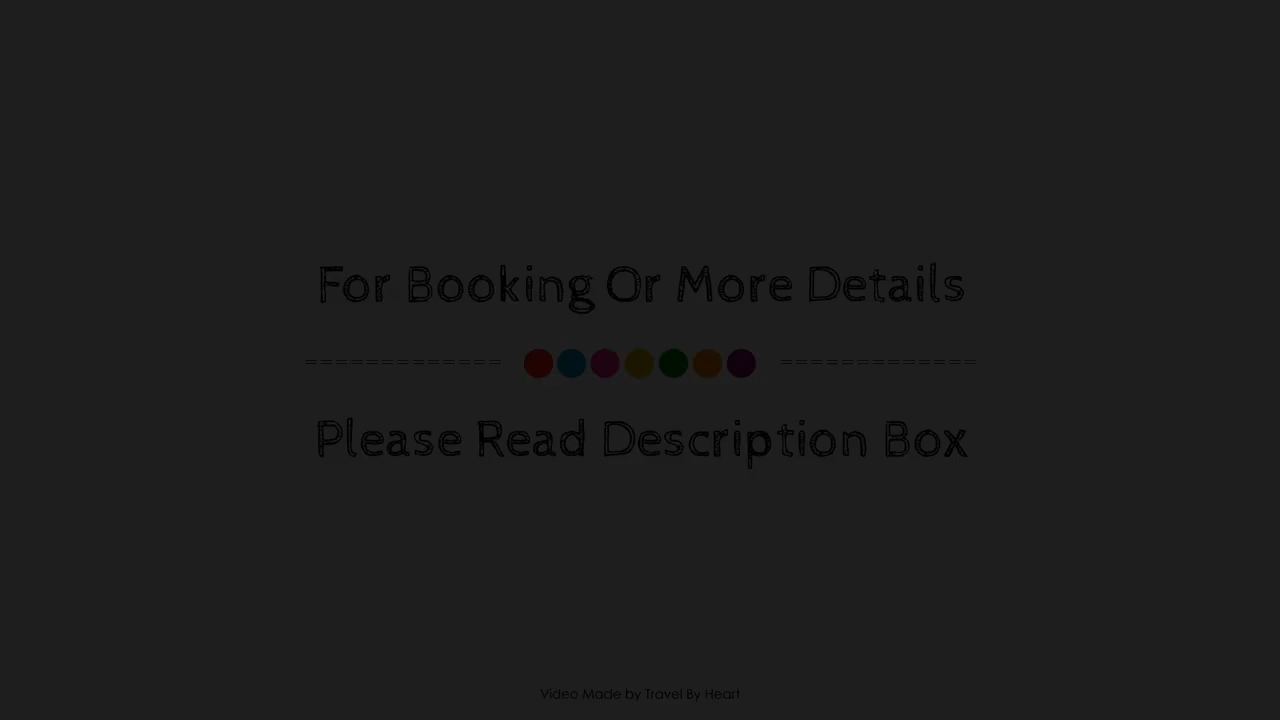 For Booking Or More Details
============= =============
Please Read Description Box
Video Made by Travel By Heart